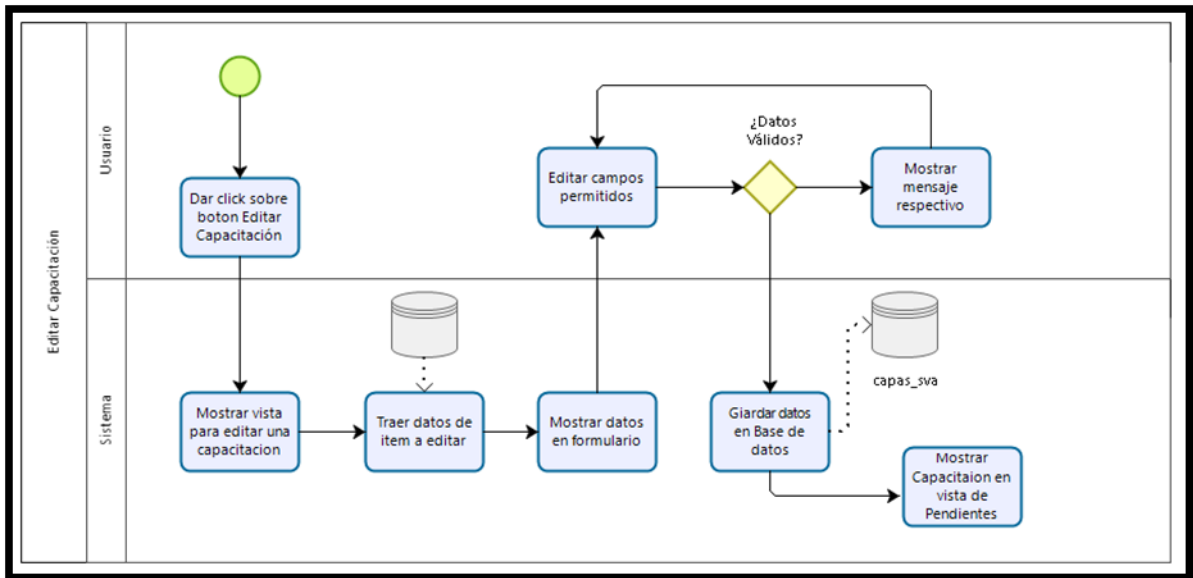 Editar Capacitación
Usuario
Dar click sobre
boton Editar
Capacitación
Editar campos
permitidos
¿Datos
Válidos?
Mostrar
mensaje
respectivo
Sistema
Mostrar vista
para editar una
capacitacion
Traer datos de
item a editar
Mostrar datos
en formulario
Giardar datos
en Base de
datos
capas_sva
Mostrar
Capacitaion en
vista de
Pendientes